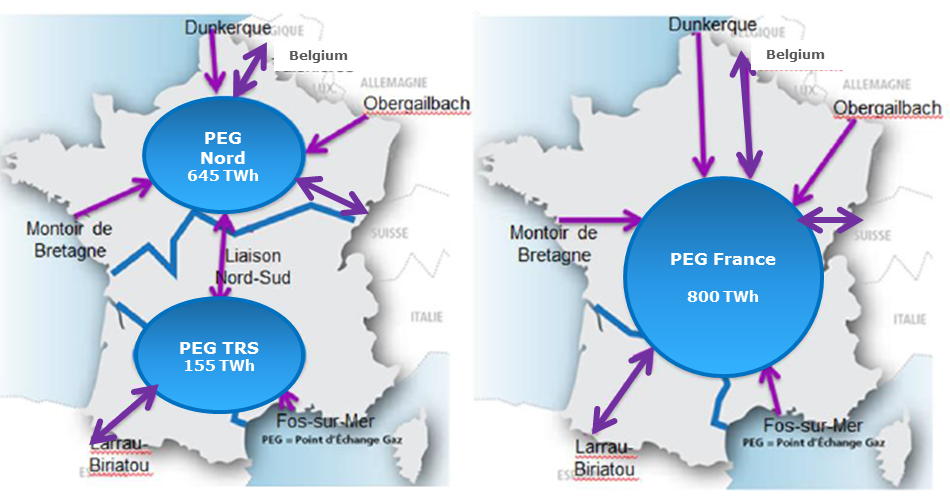 Dunkerque
BELGIQUE
Belgium
LUX
ALLEMAGNE
Obergailbach
PEG
Nord
645 TWh
Montoir de
Bretagne
SUISSE
Liaison
Nord-Sud
ITALIE
PEG TRS
155 TWh
Fos-sur-Mer
PEG = Point d'Échange Gaz
Larrau-
Biriatou
Dunkerque
BELGIQUE
Belgium
LUX
ALLEMAGNE
Obergailbach
Montoir de
Bretagne
SUISSE
PEG France
800 TWh
ITALIE
Fos-sur-Mer
PEG = Point d'Échange Gaz
Larrau-
Biriatou